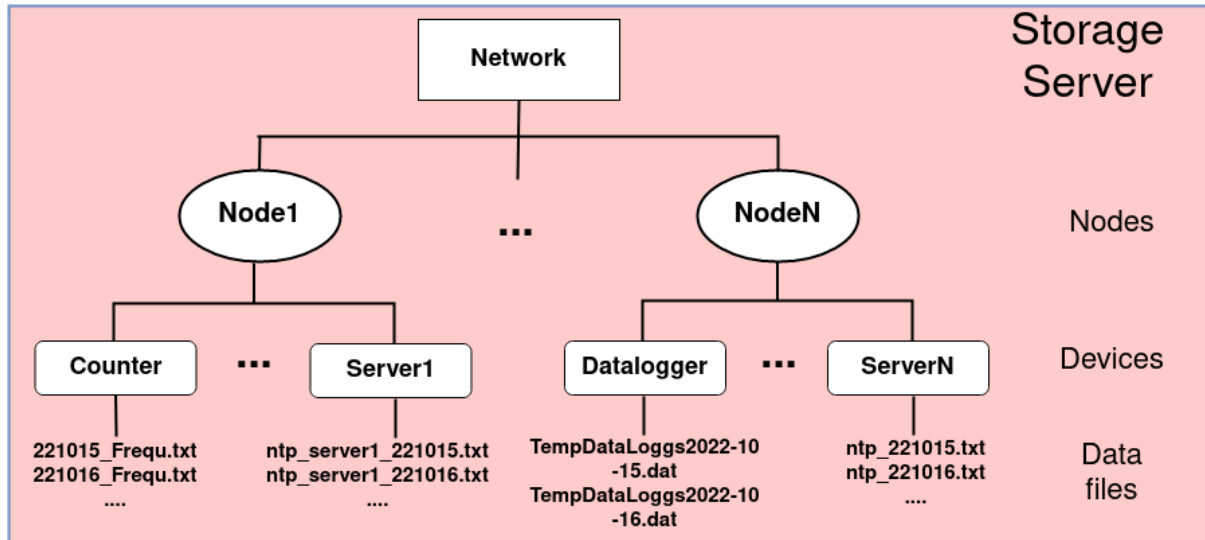 Storage
Server
Network
Node1
...
NodeN
Nodes
Counter
...
Server1
Datalogger
...
ServerN
Devices
221015_Frequ.txt
221016_Frequ.txt
....
ntp_server1_221015.txt
ntp_server1_221016.txt
....
TempDataLoggs2022-10
-15.dat
TempDataLoggs2022-10
-16.dat
ntp_221015.txt
ntp_221016.txt
....
Data
files